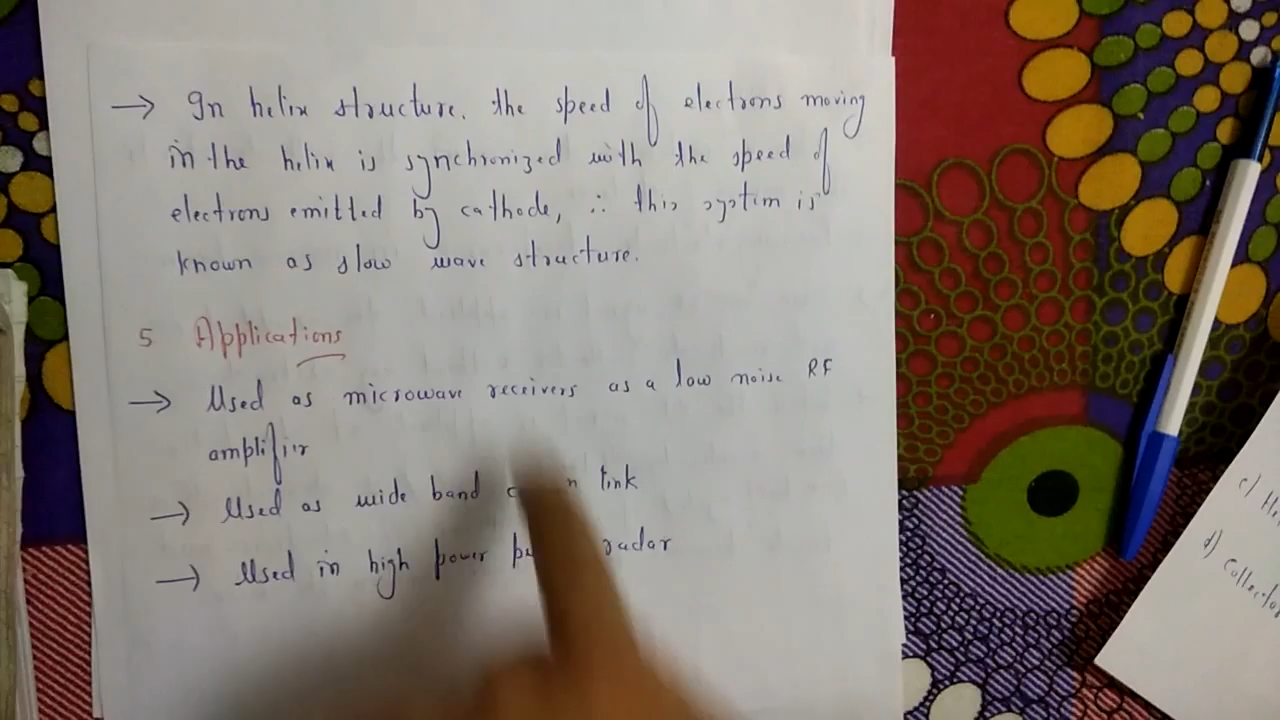 → In helix structure. the speed of electrons moving
in the helix is synchronized with the speed of
electrons emitted by cathode, ∴ this system is
known as slow wave structure.
5 Applications
→ Used as microwave receivers as a low noise RF
amplifier
→ Used as wide band link
→ Used in high power radar
c)
d) Collector